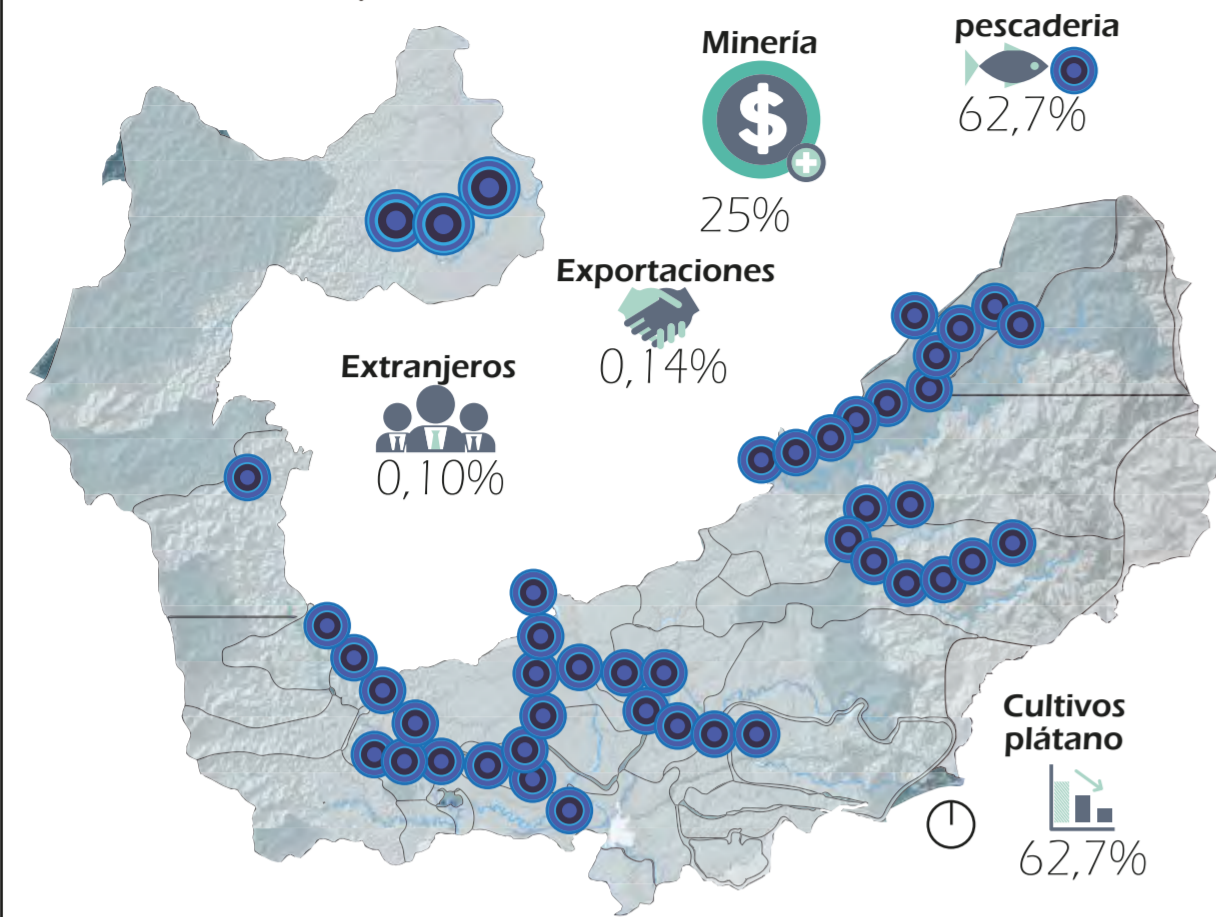 Minería
25%
pescaderia
62,7%
Exportaciones
0,14%
Extranjeros
0,10%
Cultivos
plátano
62,7%